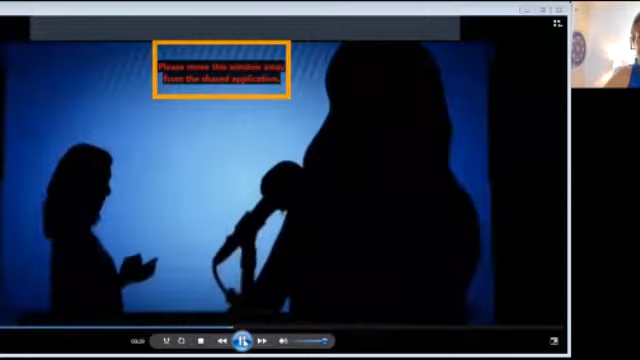 Please move this window away
from the shared application.